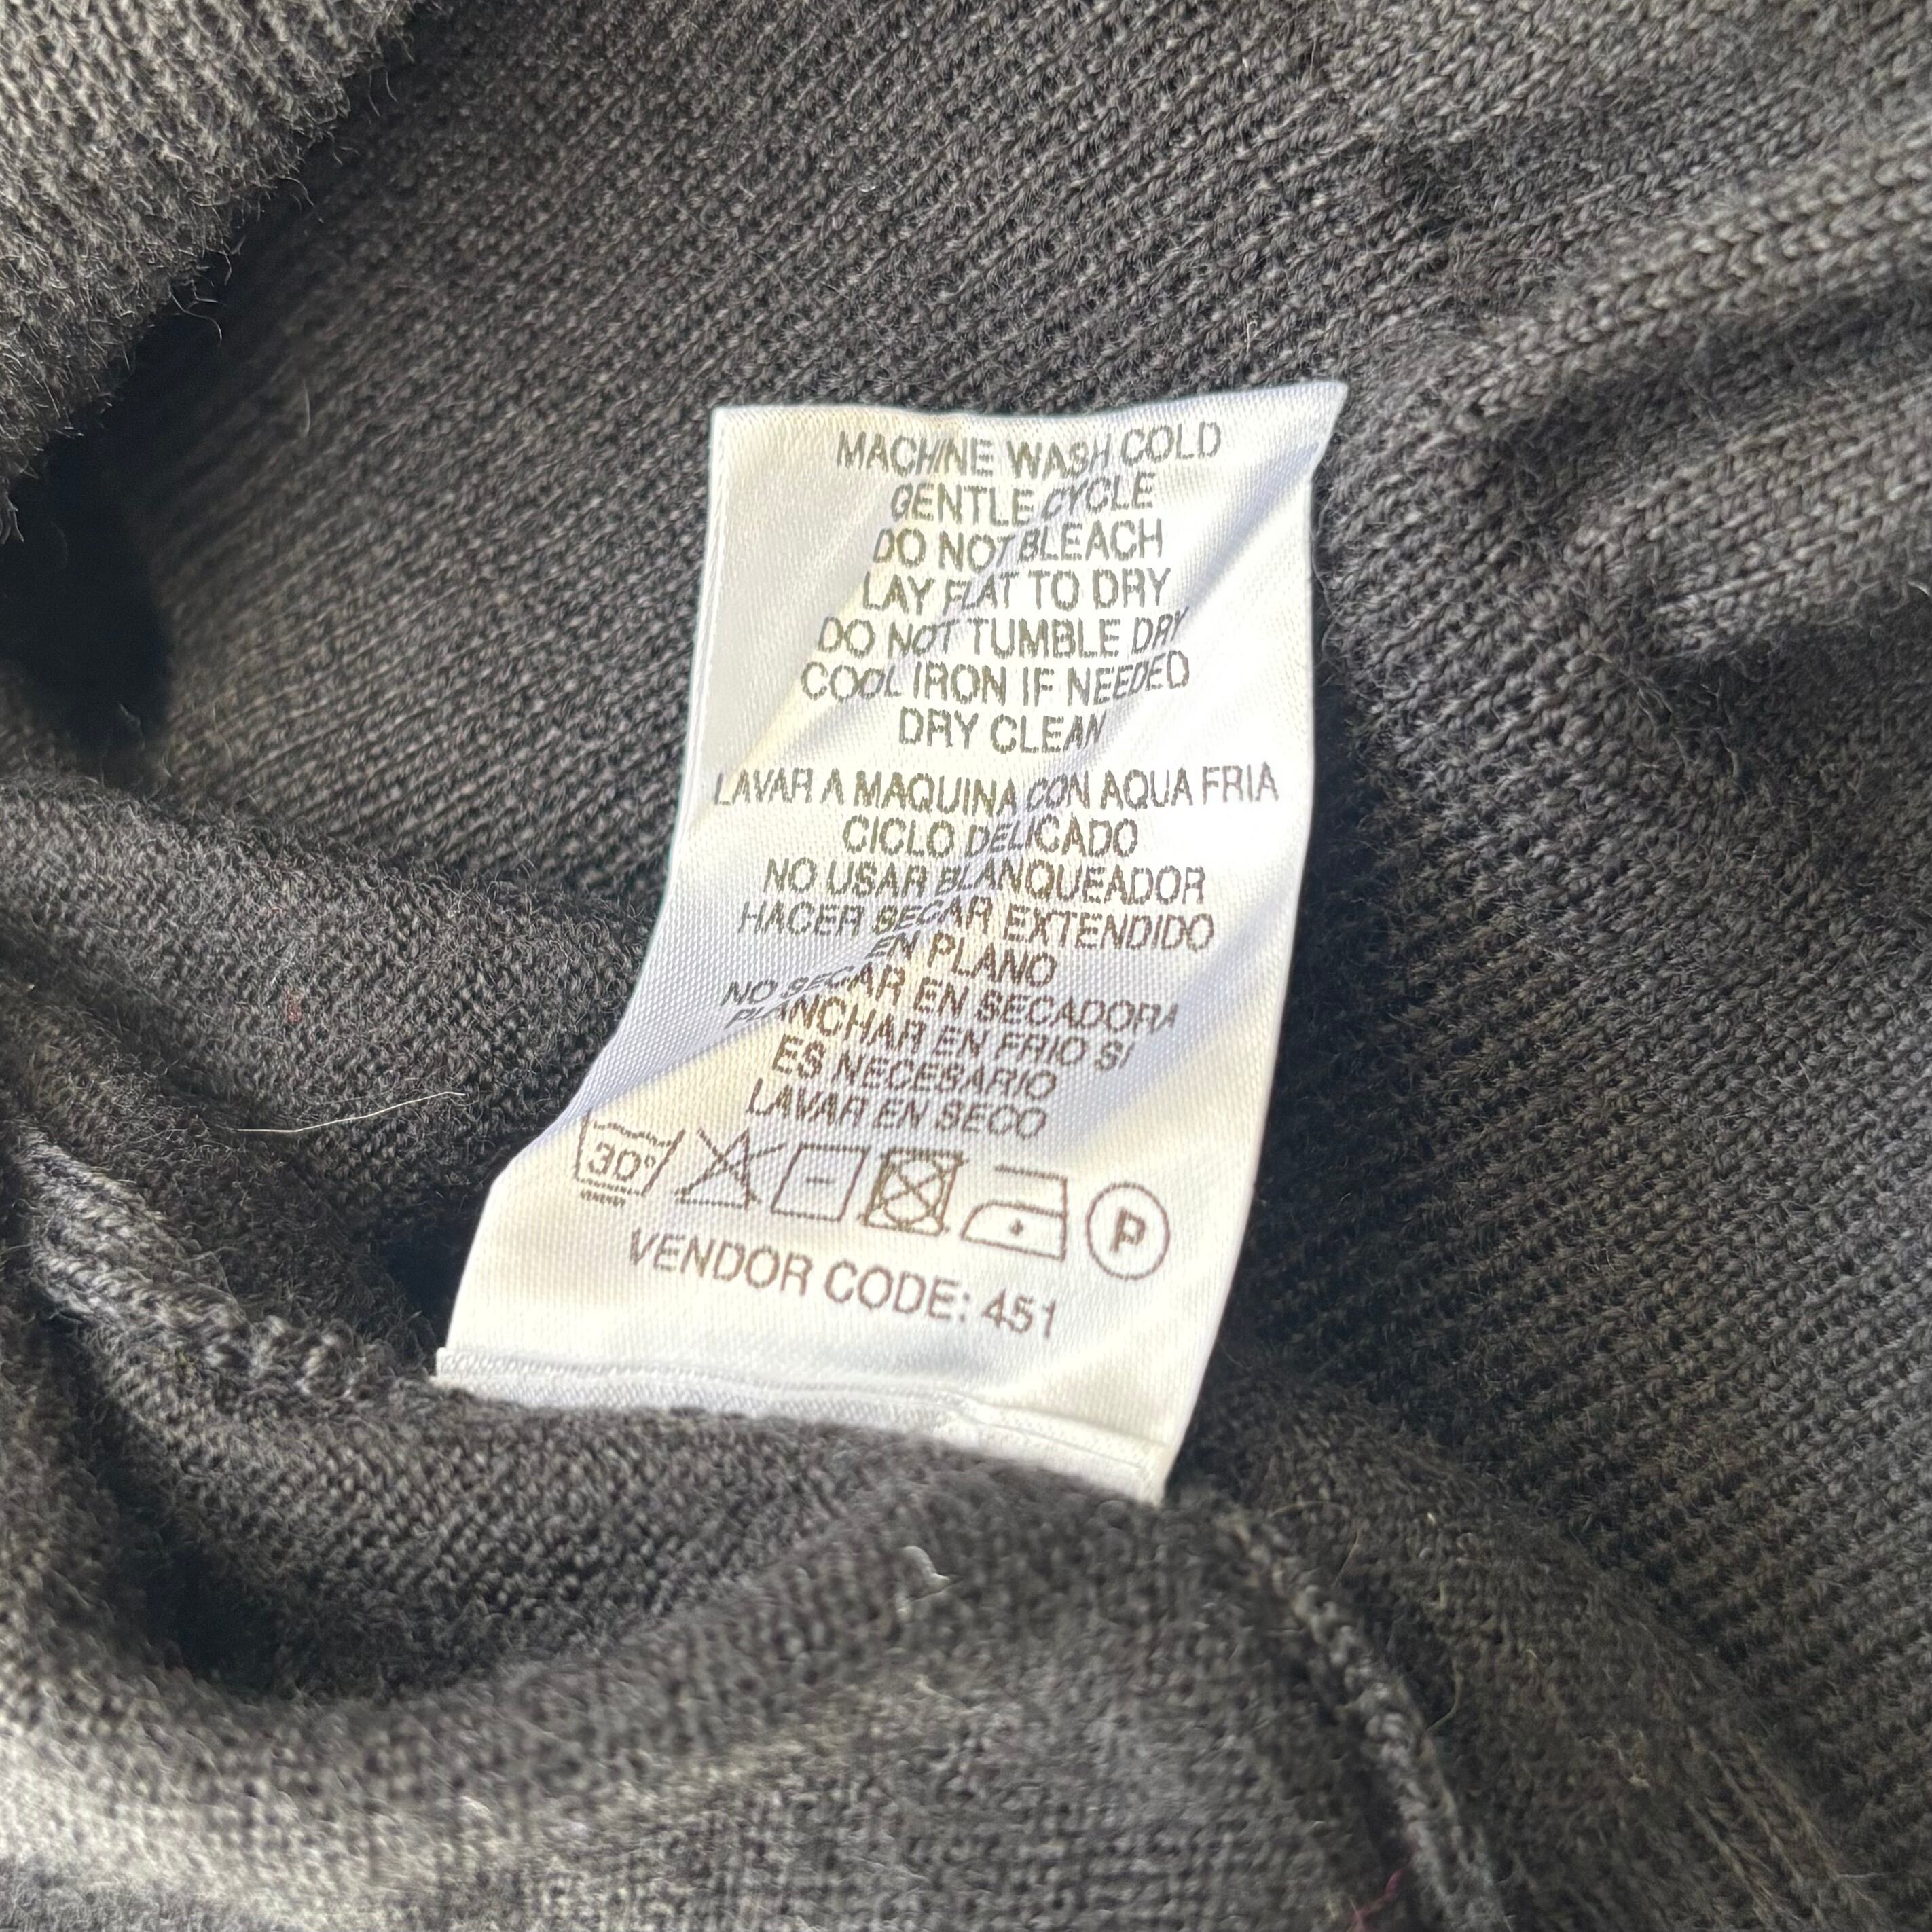 MACHINE WASH COLD
GENTLE CYCLE
DO NOT BLEACH
LAY FLAT TO DRY
DO NOT TUMBLE DRY
COOL IRON IF NEEDED
DRY CLEAN
LAVAR A MAQUINA CON AQUA FRIA
CICLO DELICADO
NO USAR BLANQUEADOR
HACER SECAR EXTENDIDO
EN PLANO
NO SECAR EN SECADORA
PLANCHAR EN FRIO SI
ES NECESARIO
LAVAR EN SECO
30° P
VENDOR CODE: 451